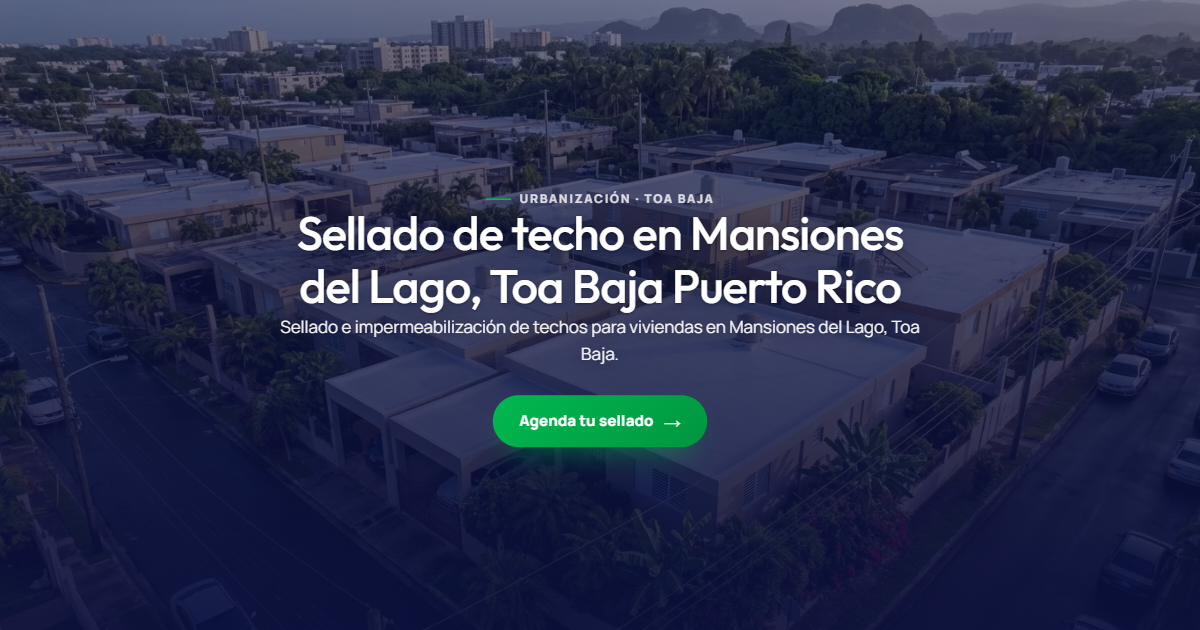 URBANIZACIÓN · TOA BAJA
Sellado de techo en Mansiones
del Lago, Toa Baja Puerto Rico
Sellado e impermeabilización de techos para viviendas en Mansiones del Lago, Toa
Baja.
Agenda tu sellado →